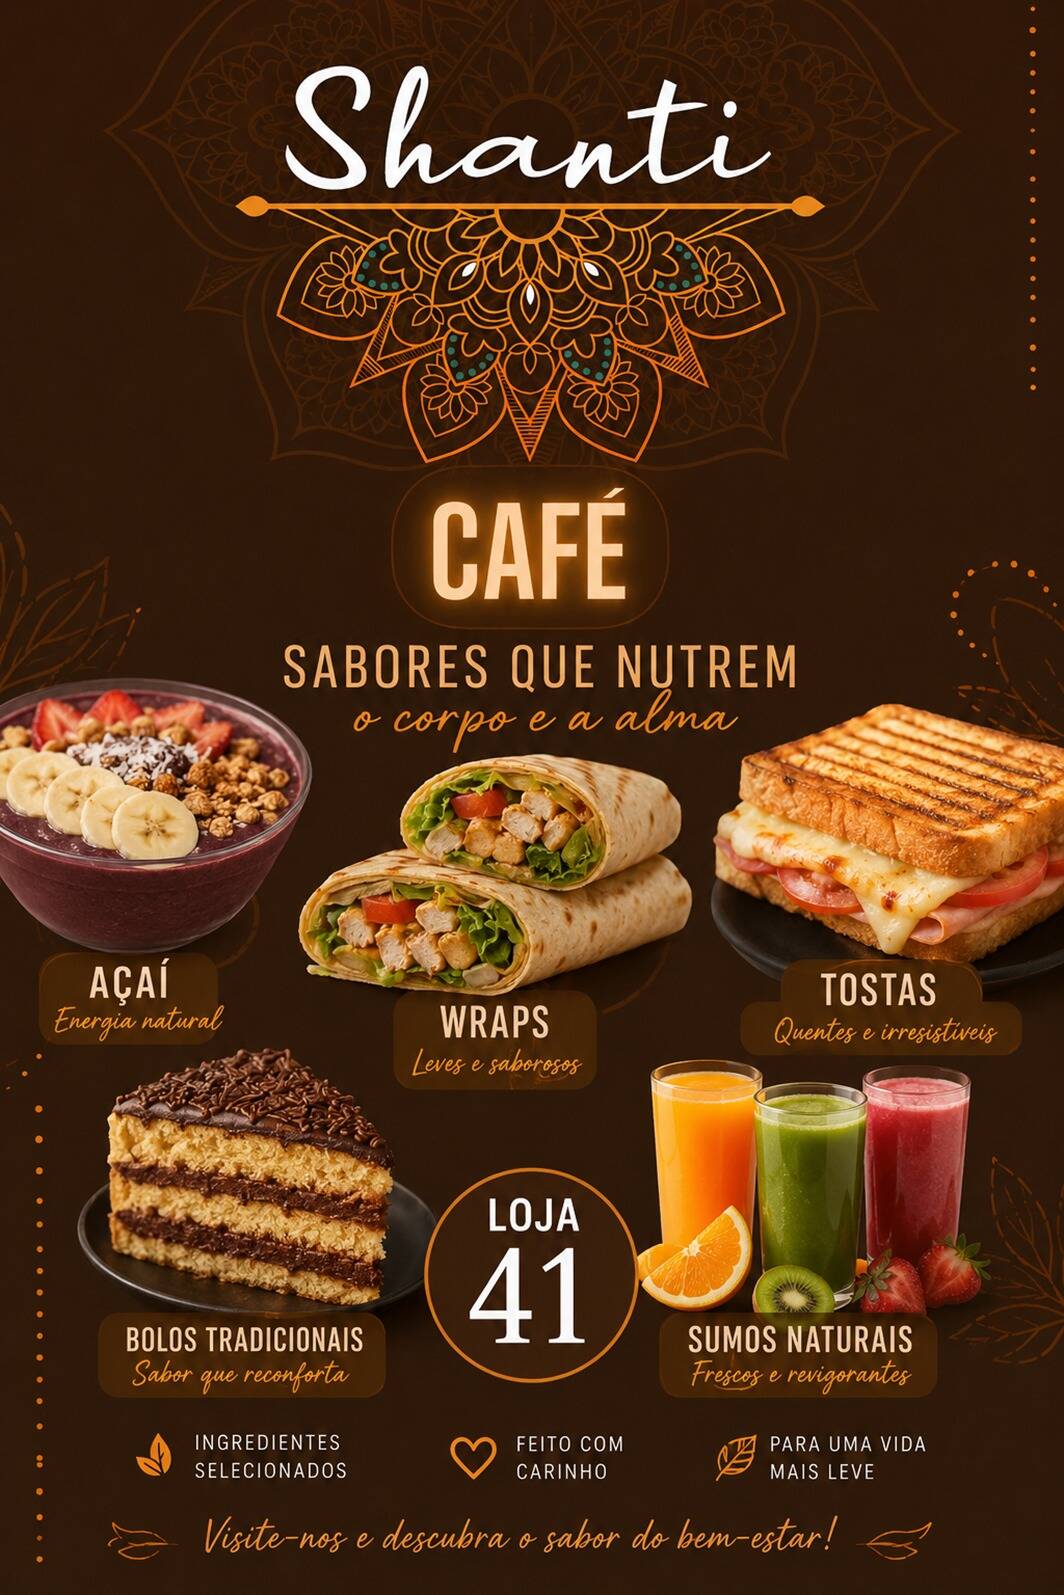 Shanti
CAFÉ
SABORES QUE NUTREM
o corpo e a alma
AÇAÍ
Energia natural
WRAPS
Leves e saborosos
TOSTAS
Quentes e irresistíveis
BOLOS TRADICIONAIS
Sabor que reconforta
LOJA
41
SUMOS NATURAIS
Frescos e revigorantes
INGREDIENTES
SELECIONADOS
FEITO COM
CARINHO
PARA UMA VIDA
MAIS LEVE
Visite-nos e descubra o sabor do bem-estar!